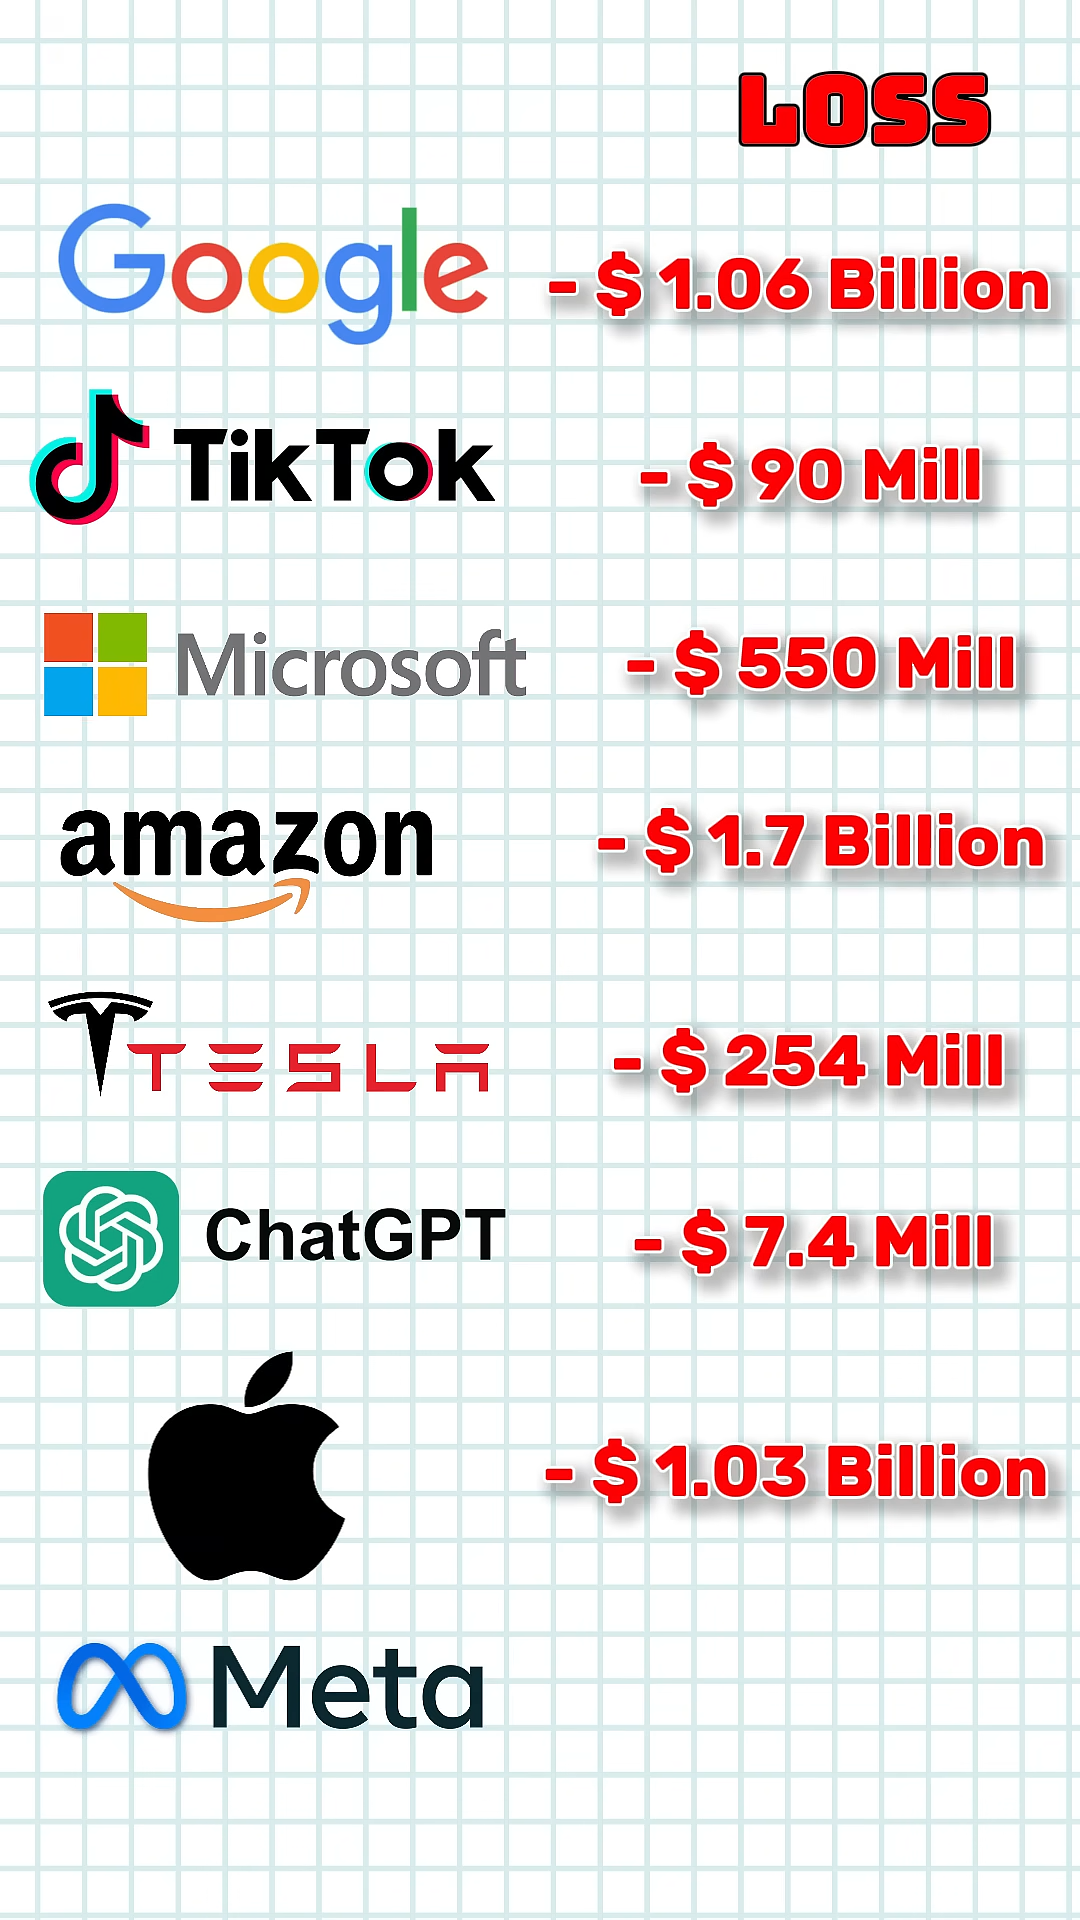 LOSS
Google - $ 1.06 Billion
TikTok - $ 90 Mill
Microsoft - $ 550 Mill
amazon - $ 1.7 Billion
TESLA - $ 254 Mill
ChatGPT - $ 7.4 Mill
- $ 1.03 Billion
Meta